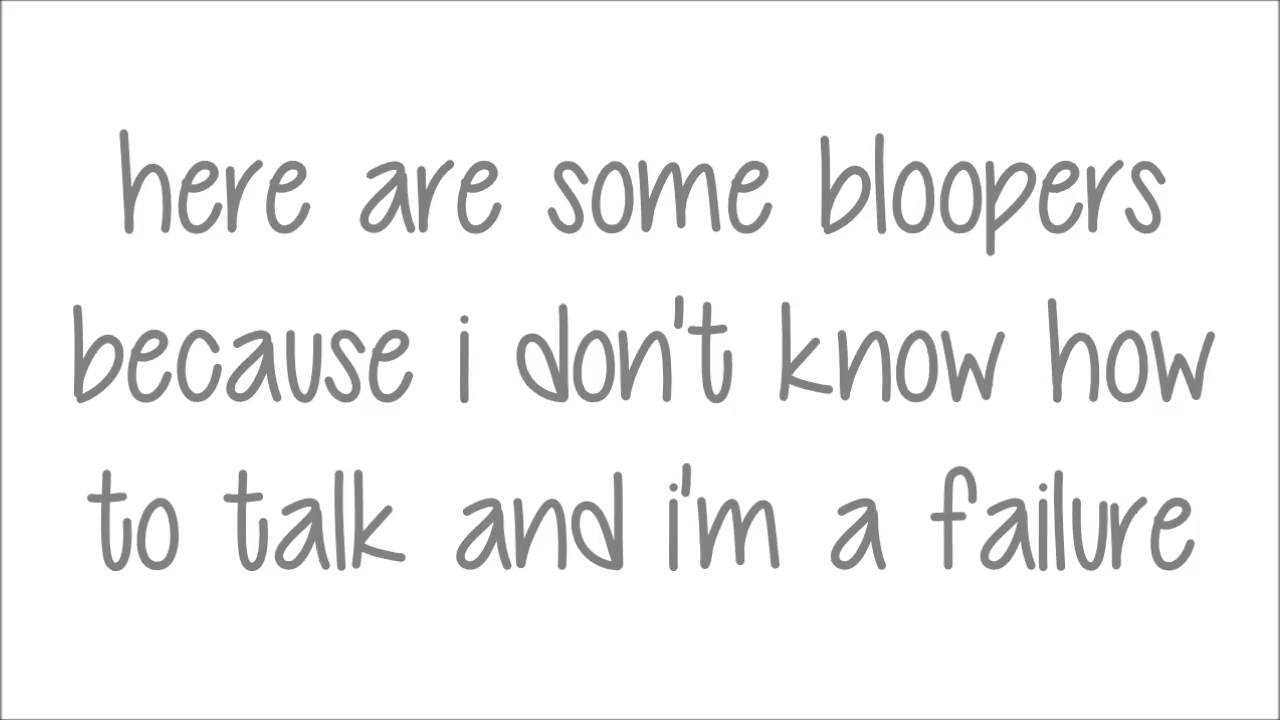 here are some bloopers
because i don't know how
to talk and i'm a failure